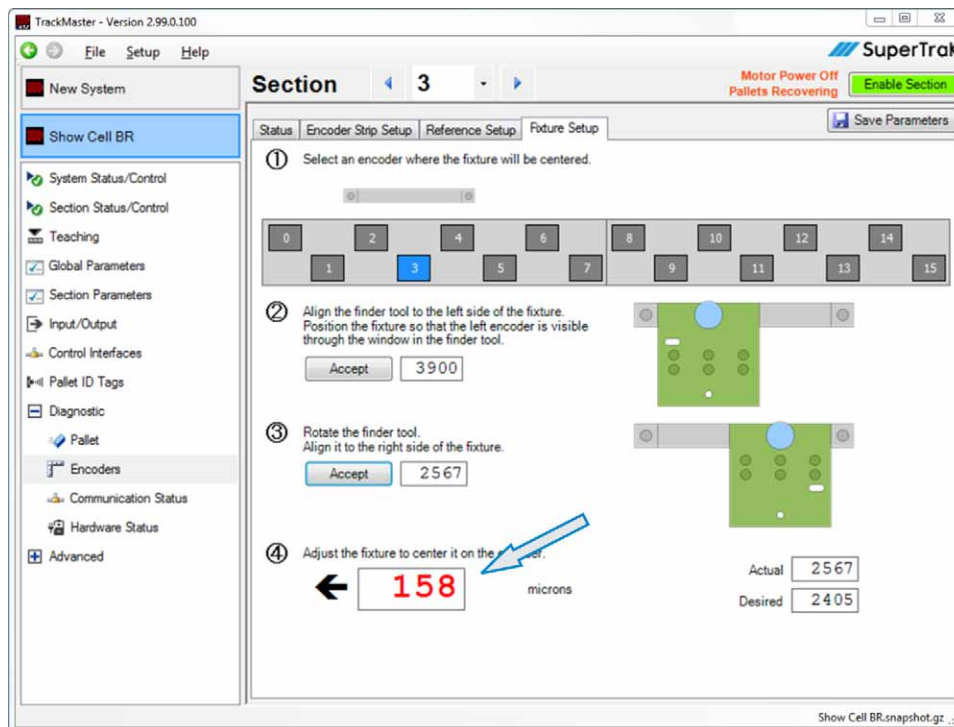 TrackMaster - Version 2.99.0.100
File Setup Help
SuperTrak
New System
Section 3
Motor Power Off
Pallets Recovering
Enable Section
Show Cell BR
Save Parameters
Status Encoder Strip Setup Reference Setup Fixture Setup
1 Select an encoder where the fixture will be centered.
System Status/Control
Section Status/Control
Teaching
Global Parameters
Section Parameters
Input/Output
Control Interfaces
Pallet ID Tags
Diagnostic
Pallet
Encoders
Communication Status
Hardware Status
Advanced
0 2 4 6 8 10 12 14
1 3 5 7 9 11 13 15
2 Align the finder tool to the left side of the fixture.
Position the fixture so that the left encoder is visible
through the window in the finder tool.
Accept 3900
3 Rotate the finder tool.
Align it to the right side of the fixture.
Accept 2567
4 Adjust the fixture to center it on the
158 microns
Actual 2567
Desired 2405
Show Cell BR.snapshot.gz